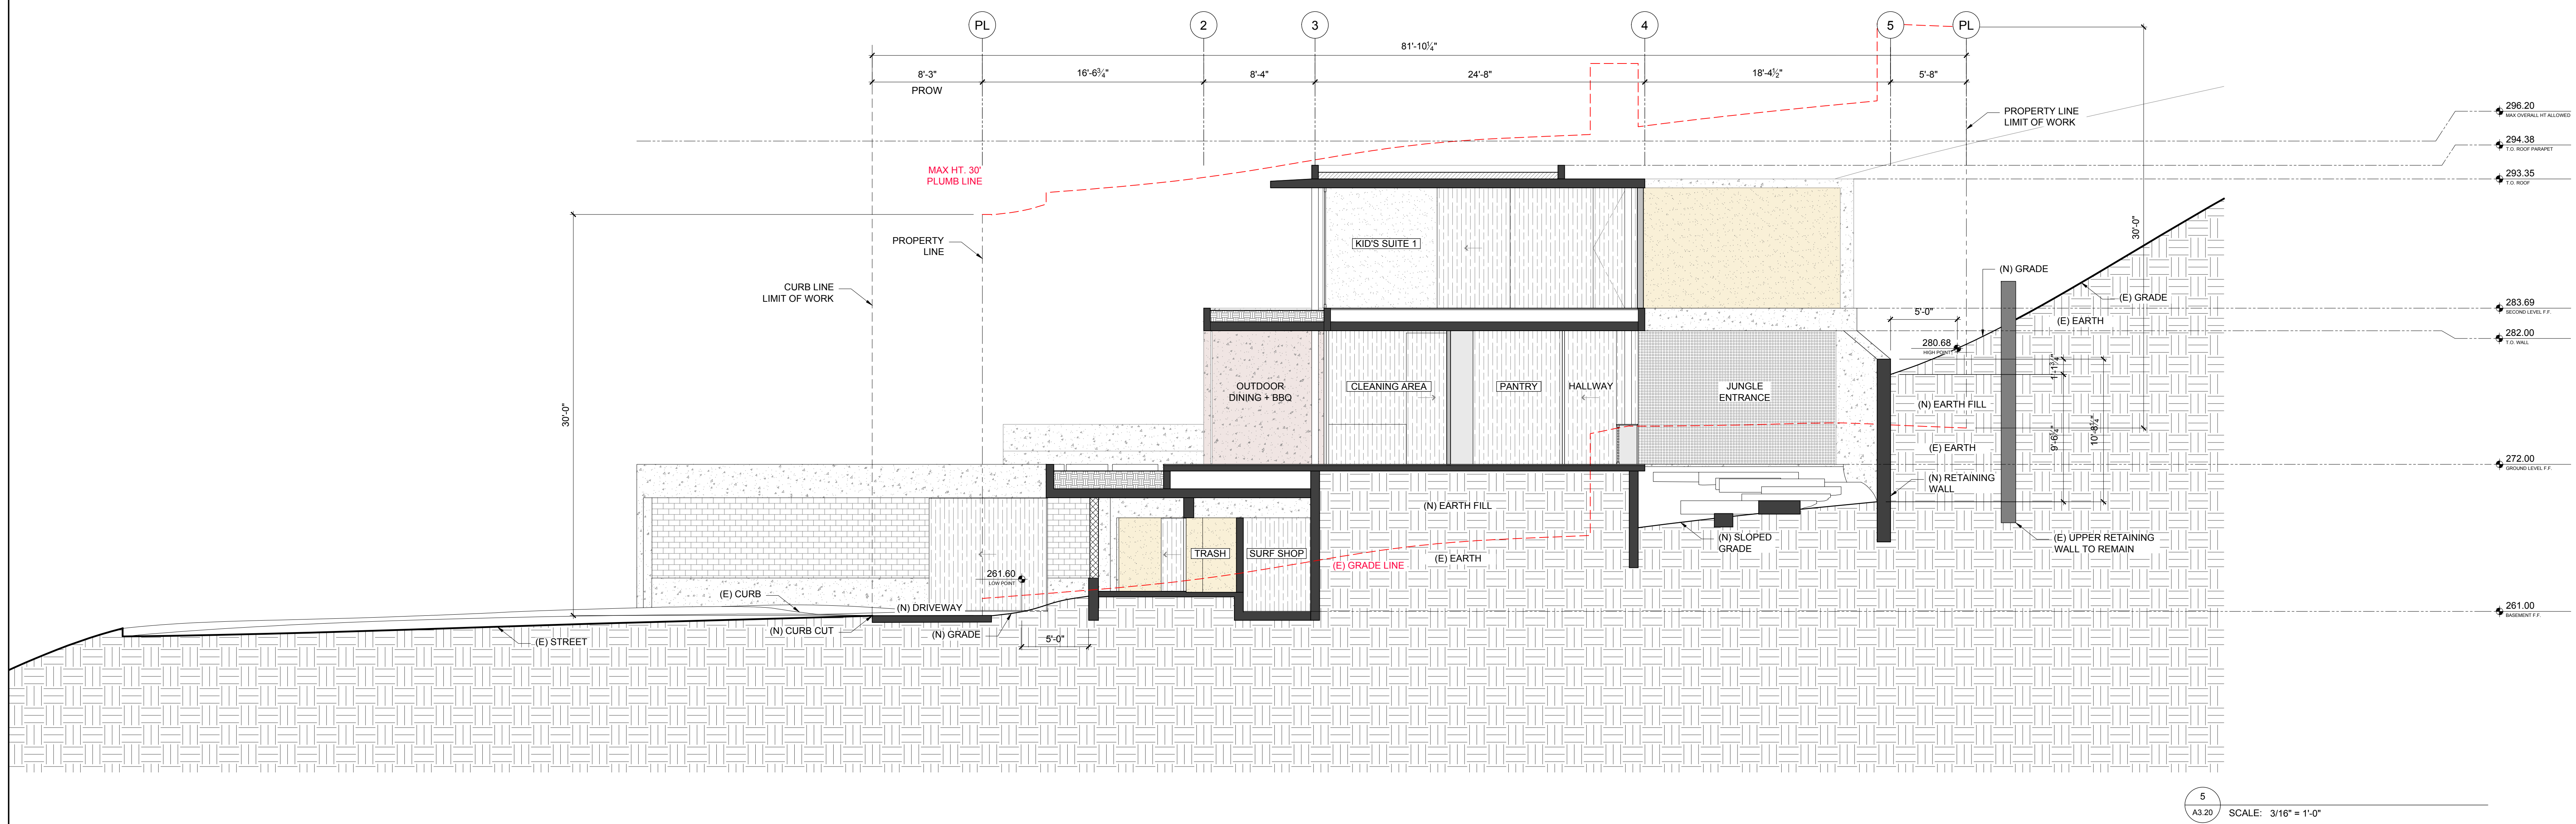 PL
2
3
4
5
PL
81'-10¼"
8'-3"
16'-6¾"
8'-4"
24'-8"
18'-4½"
5'-8"
PROW
PROPERTY LINE
LIMIT OF WORK
296.20
MAX OVERALL HT ALLOWED
294.38
T.O. ROOF PARAPET
293.35
T.O. ROOF
MAX HT. 30'
PLUMB LINE
PROPERTY
LINE
CURB LINE
LIMIT OF WORK
30'-0"
30'-0"
KID'S SUITE 1
(N) GRADE
(E) GRADE
(E) EARTH
283.69
SECOND LEVEL F.F.
282.00
T.O. WALL
5'-0"
280.68
HIGH POINT
1'-1¾"
OUTDOOR
DINING + BBQ
CLEANING AREA
PANTRY
HALLWAY
JUNGLE
ENTRANCE
(N) EARTH FILL
(E) EARTH
9'-6¼"
10'-8¼"
272.00
GROUND LEVEL F.F.
(N) RETAINING
WALL
(N) EARTH FILL
(E) EARTH
(E) GRADE LINE
(N) SLOPED
GRADE
(E) UPPER RETAINING
WALL TO REMAIN
TRASH
SURF SHOP
261.60
LOW POINT
(E) CURB
(N) DRIVEWAY
(N) CURB CUT
(N) GRADE
(E) STREET
5'-0"
261.00
BASEMENT F.F.
5
A3.20
SCALE: 3/16" = 1'-0"